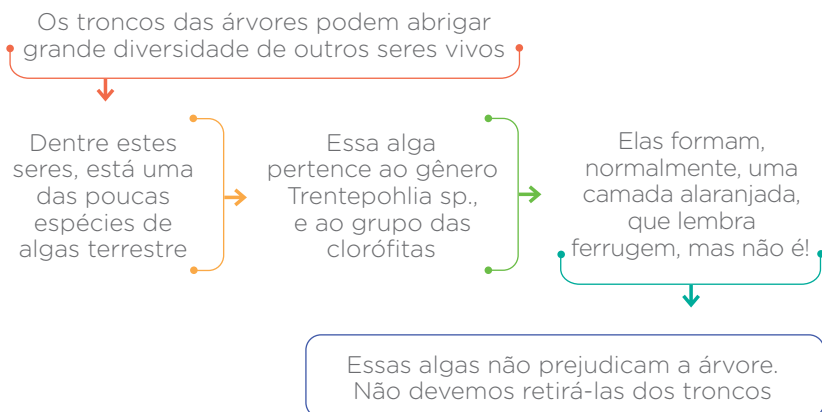 Os troncos das árvores podem abrigar
grande diversidade de outros seres vivos
Dentre estes
seres, está uma
das poucas
espécies de
algas terrestre
Essa alga
pertence ao gênero
Trentepohlia sp.,
e ao grupo das
clorófitas
Elas formam,
normalmente, uma
camada alaranjada,
que lembra
ferrugem, mas não é!
Essas algas não prejudicam a árvore.
Não devemos retirá-las dos troncos